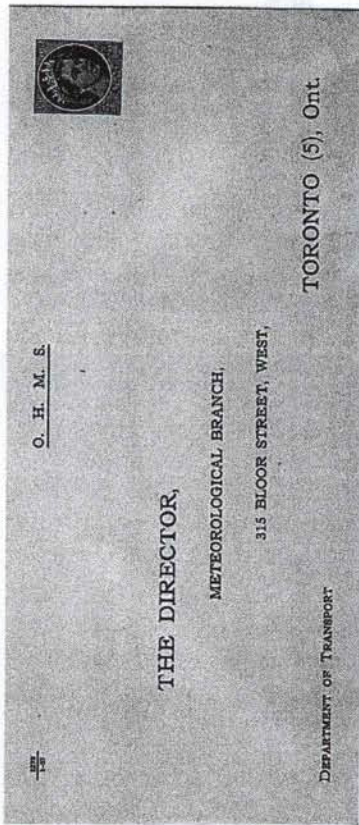 O. H. M. S.
THE DIRECTOR,
METEOROLOGICAL BRANCH,
315 BLOOR STREET, WEST,
TORONTO (5), Ont.
DEPARTMENT OF TRANSPORT